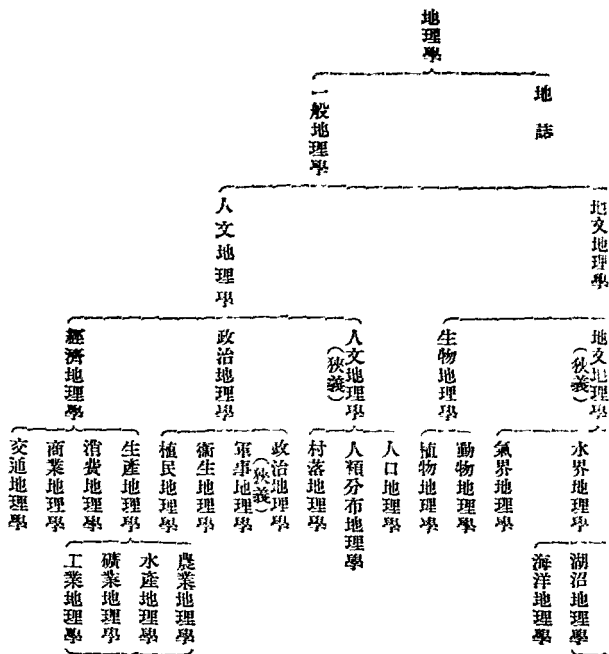 地理學
地誌
一般地理學
地文地理學
人文地理學
地文地理學
(狹義)
生物地理學
人文地理學
(狹義)
政治地理學
經濟地理學
水界地理學
氣界地理學
動物地理學
植物地理學
人口地理學
人類分布地理學
村落地理學
政治地理學
(狹義)
軍事地理學
衞生地理學
植民地理學
生產地理學
消費地理學
商業地理學
交通地理學
湖沼地理學
海洋地理學
農業地理學
水產地理學
礦業地理學
工業地理學